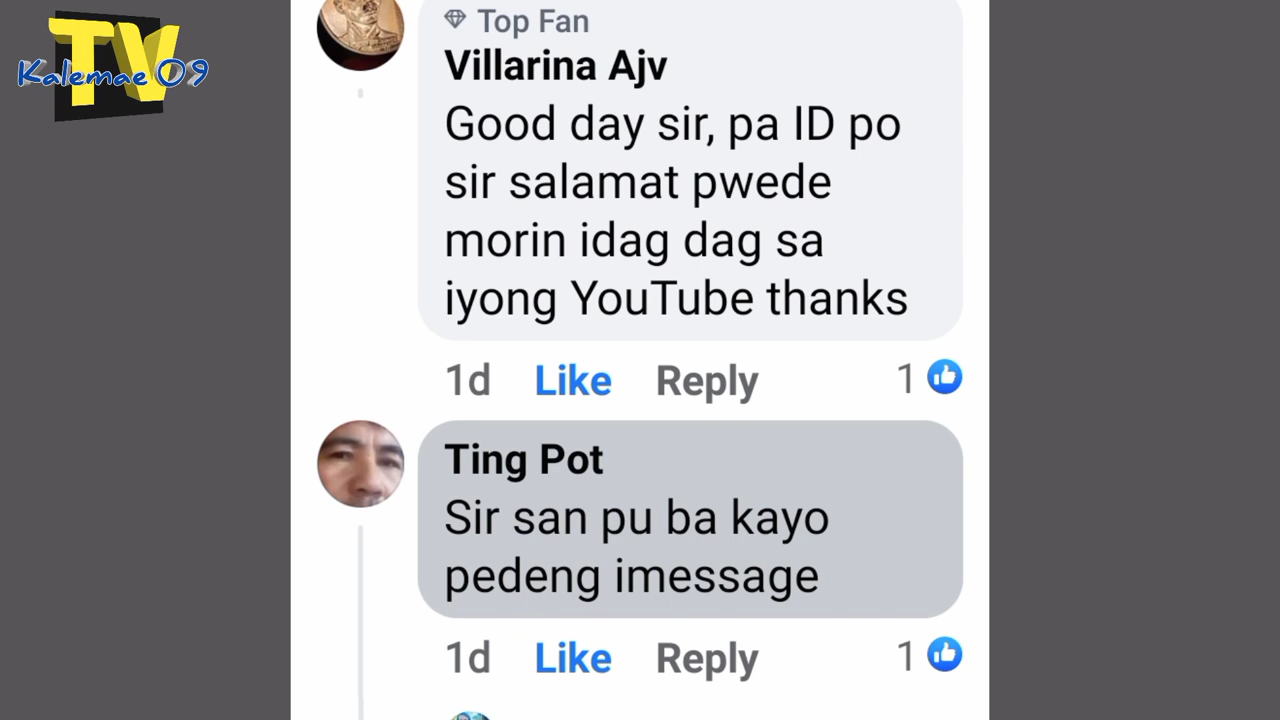 TV
Kalemae 09
Top Fan
Villarina Ajv
Good day sir, pa ID po
sir salamat pwede
morin idag dag sa
iyong YouTube thanks
1d Like Reply 1
Ting Pot
Sir san pu ba kayo
pedeng imessage
1d Like Reply 1